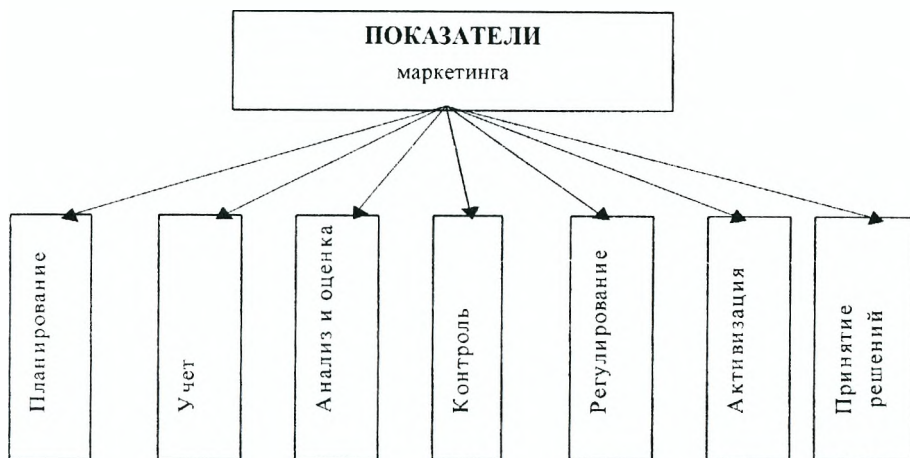 ПОКАЗАТЕЛИ
маркетинга
Планирование
Учет
Анализ и оценка
Контроль
Регулирование
Активизация
Принятие
решений